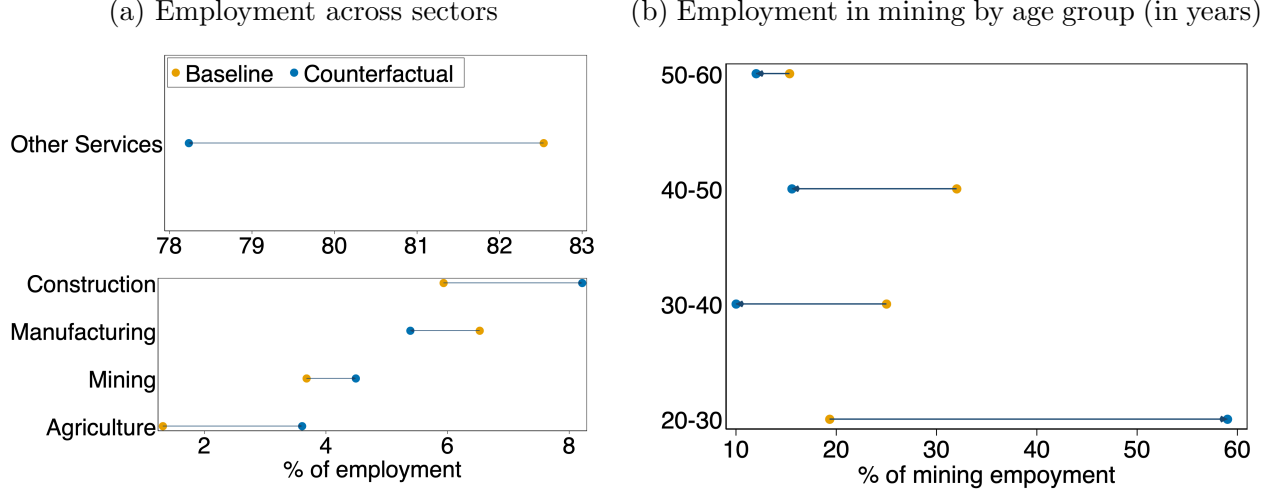 (a) Employment across sectors
Baseline Counterfactual
Other Services
78 79 80 81 82 83
Construction
Manufacturing
Mining
Agriculture
2 4 6 8
% of employment
(b) Employment in mining by age group (in years)
50-60
40-50
30-40
20-30
10 20 30 40 50 60
% of mining empoyment